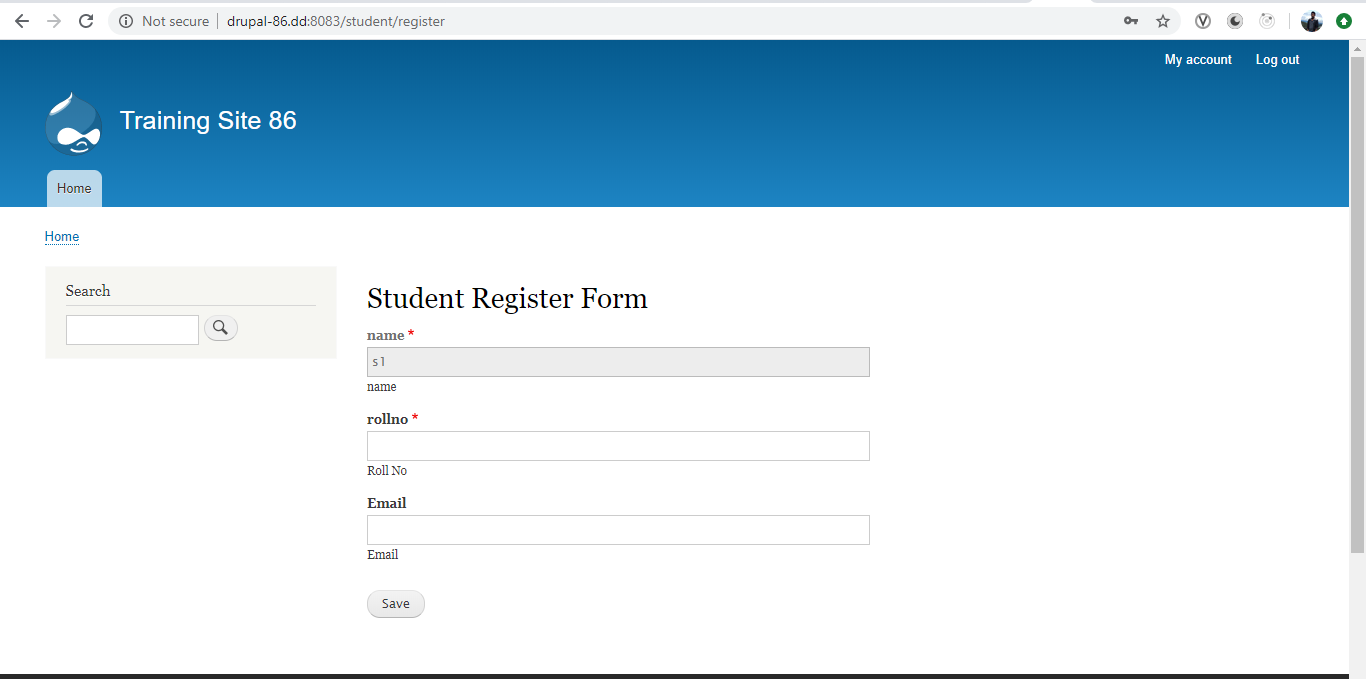 Not secure drupal-86.dd:8083/student/register
My account Log out
Training Site 86
Home
Home
Search
Student Register Form
name *
s1
name
rollno *
Roll No
Email
Email
Save